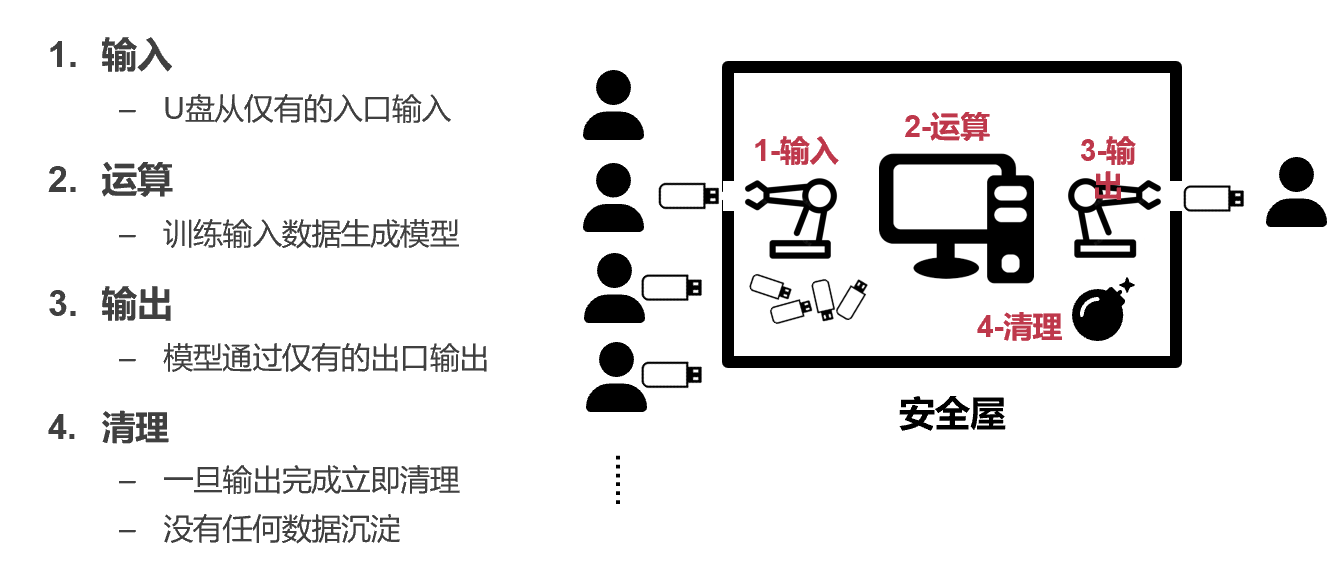 1. 输入
– U盘从仅有的入口输入
2. 运算
– 训练输入数据生成模型
3. 输出
– 模型通过仅有的出口输出
4. 清理
– 一旦输出完成立即清理
– 没有任何数据沉淀
1-输入
2-运算
3-输
出
4-清理
安全屋